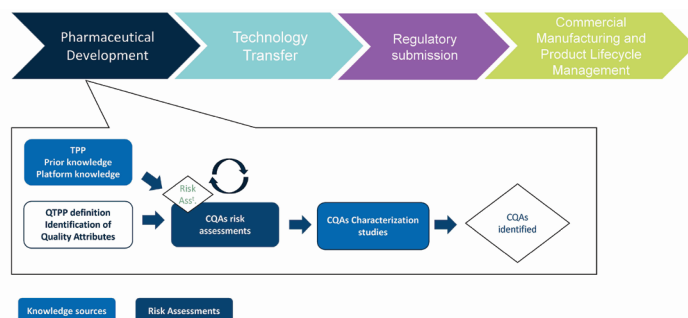 Pharmaceutical
Development
Technology
Transfer
Regulatory
submission
Commercial
Manufacturing and
Product Lifecycle
Management
TPP
Prior knowledge
Platform knowledge
Risk
Assᵗ.
QTPP definition
Identification of
Quality Attributes
CQAs risk
assessments
CQAs Characterization
studies
CQAs
identified
Knowledge sources
Risk Assessments